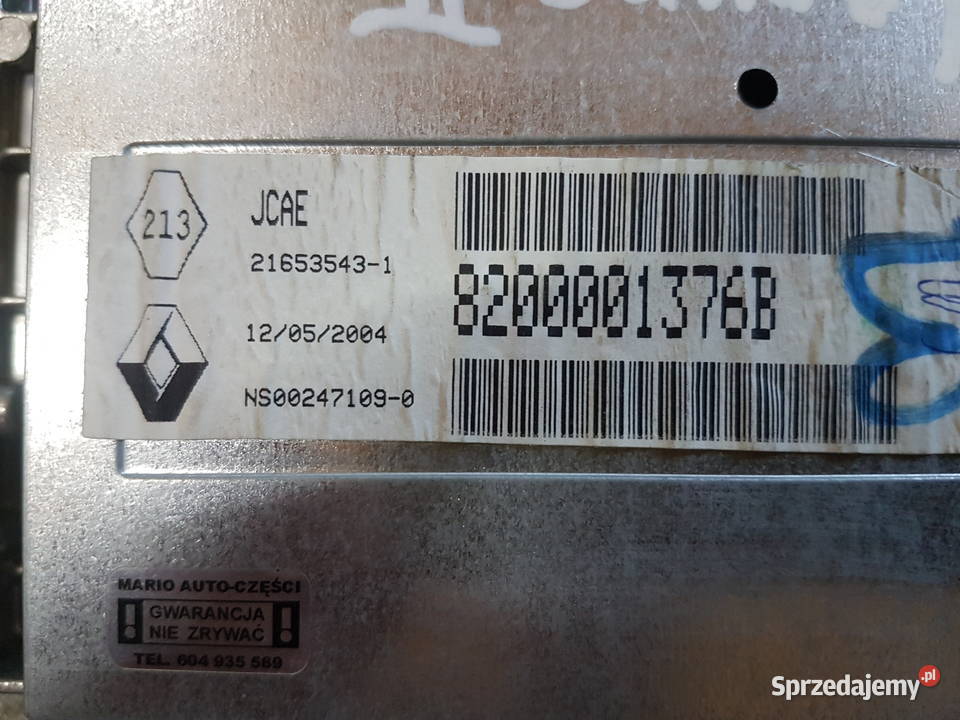 213
JCAE
21653543-1
8200001376B
12/05/2004
NS00247109-0
MARIO AUTO-CZĘŚCI
! GWARANCJA !
NIE ZRYWAĆ
TEL. 604 935 569
Sprzedajemy.pl